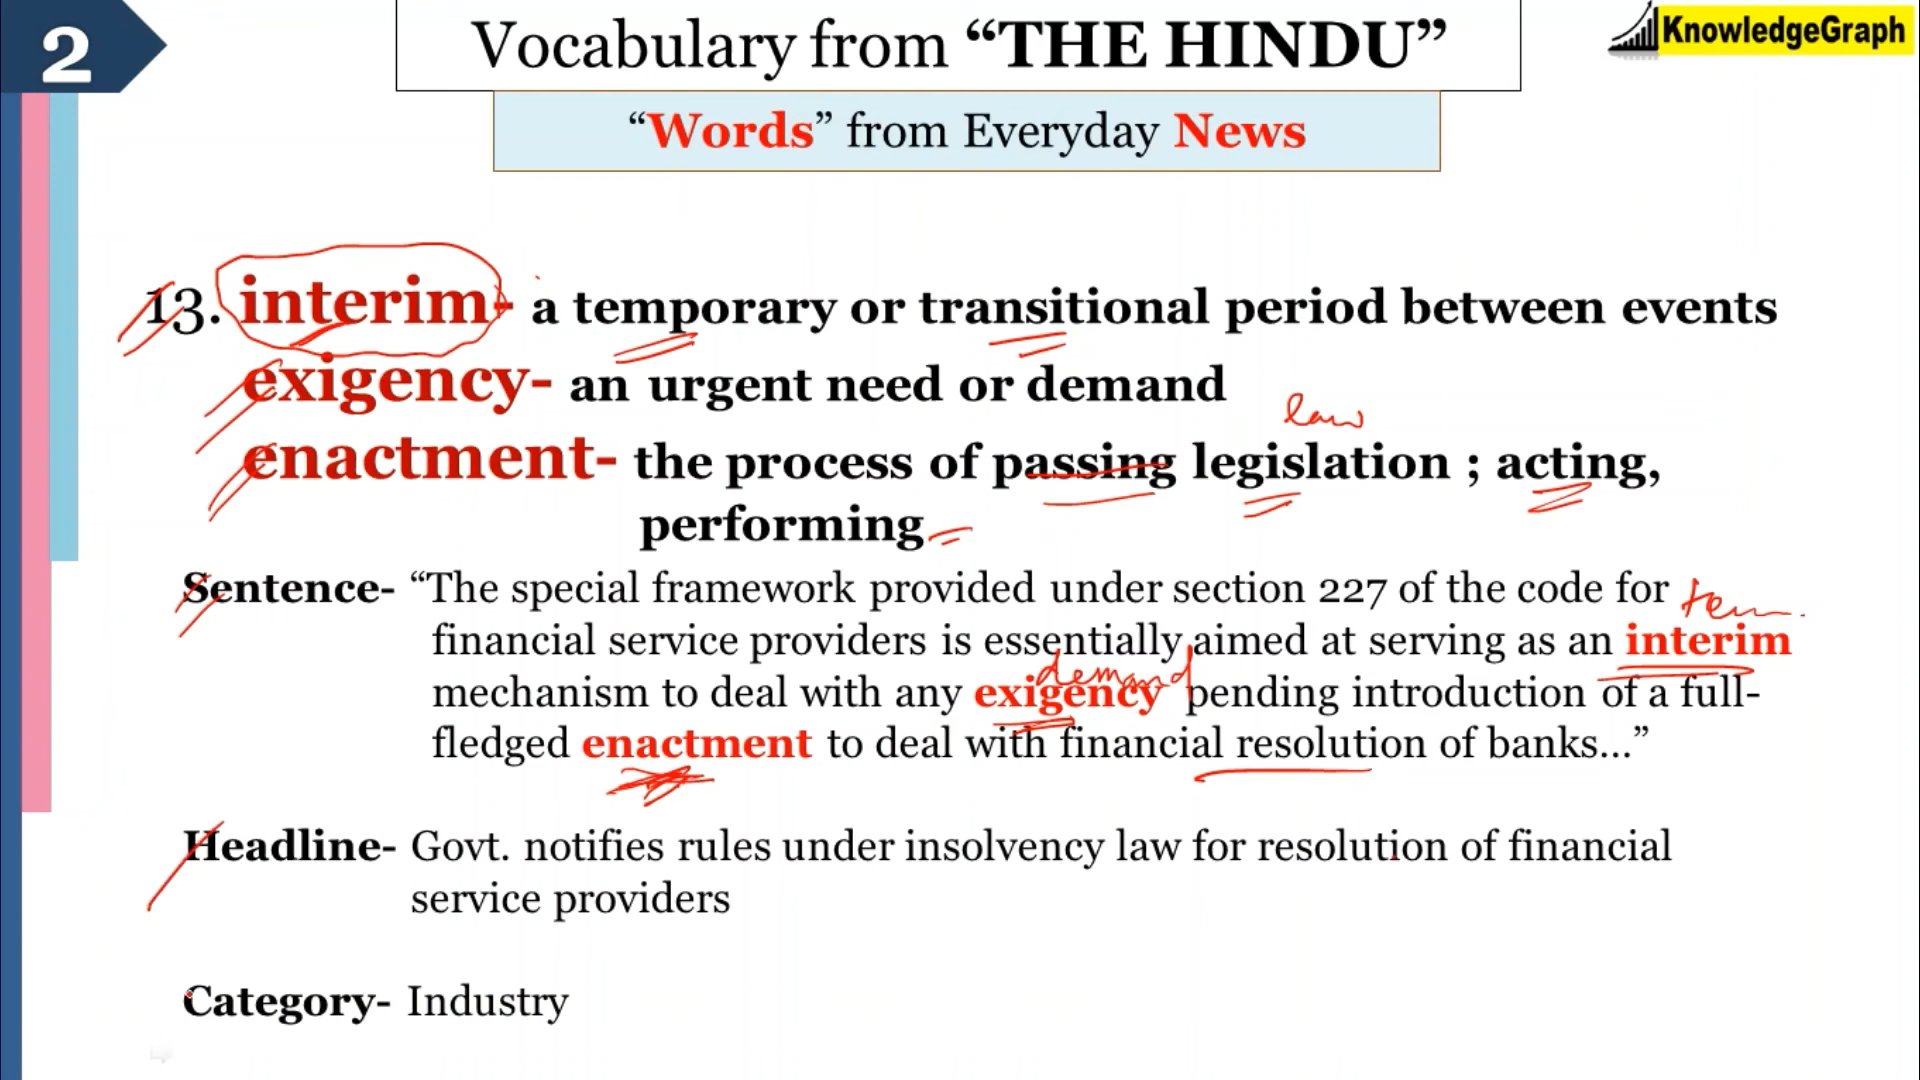 2
Vocabulary from “THE HINDU”
KnowledgeGraph
“Words” from Everyday News
13. interim- a temporary or transitional period between events
exigency- an urgent need or demand
law
enactment- the process of passing legislation ; acting,
performing
Sentence- “The special framework provided under section 227 of the code for
tem
financial service providers is essentially aimed at serving as an interim
demand
mechanism to deal with any exigency pending introduction of a full-
fledged enactment to deal with financial resolution of banks...”
Headline- Govt. notifies rules under insolvency law for resolution of financial
service providers
Category- Industry